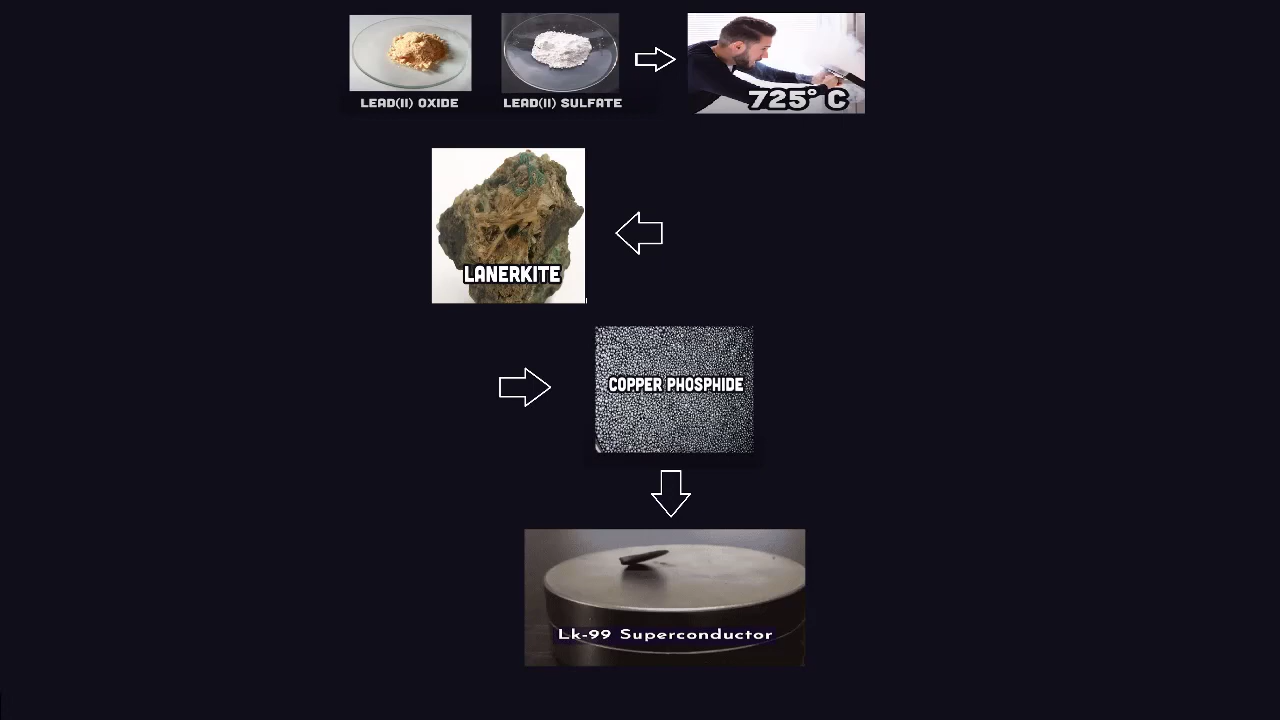 LEAD(II) OXIDE
LEAD(II) SULFATE
725° C
LANERKITE
COPPER PHOSPHIDE
Lk-99 Superconductor